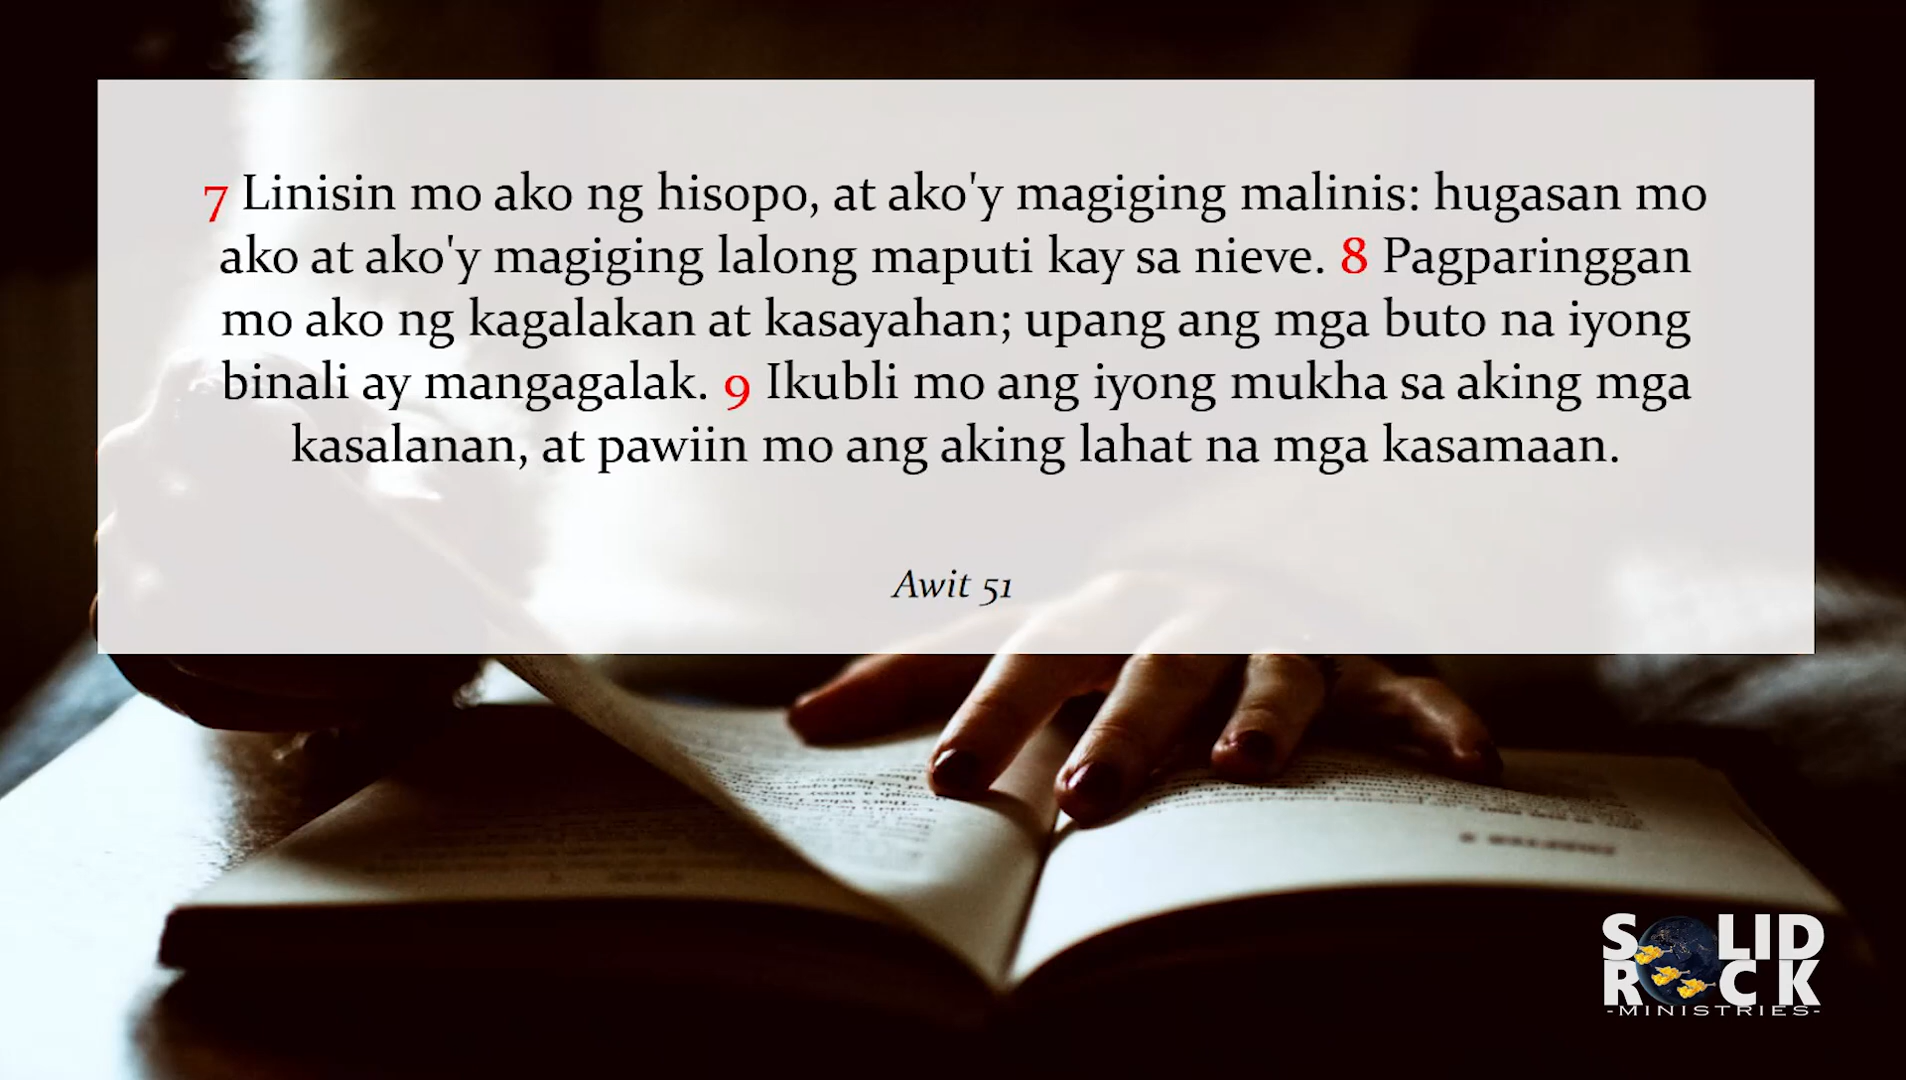 7 Linisin mo ako ng hisopo, at ako'y magiging malinis: hugasan mo
ako at ako'y magiging lalong maputi kay sa nieve. 8 Pagparinggan
mo ako ng kagalakan at kasayahan; upang ang mga buto na iyong
binali ay mangagalak. 9 Ikubli mo ang iyong mukha sa aking mga
kasalanan, at pawiin mo ang aking lahat na mga kasamaan.
Awit 51
SOLID
ROCK
-MINISTRIES-